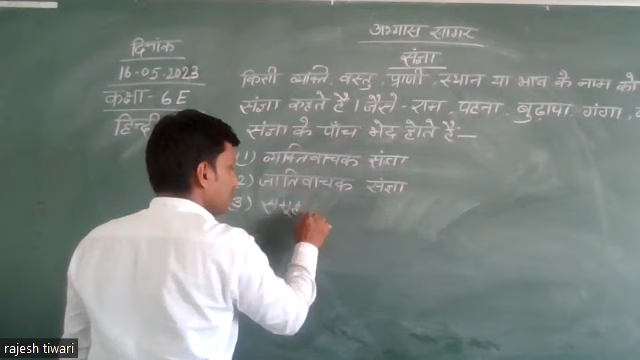 दिनांक
16-05-2023
कक्षा - 6E
हिन्दी
अभ्यास सागर
संज्ञा
किसी व्यक्ति, वस्तु, प्राणी, स्थान या भाव के नाम को
संज्ञा कहते हैं। जैसे- राम, पटना, बुढ़ापा, गंगा,
संज्ञा के पाँच भेद होते हैं:—
1) व्यक्तिवाचक संज्ञा
2) जातिवाचक संज्ञा
3) समूह
rajesh tiwari